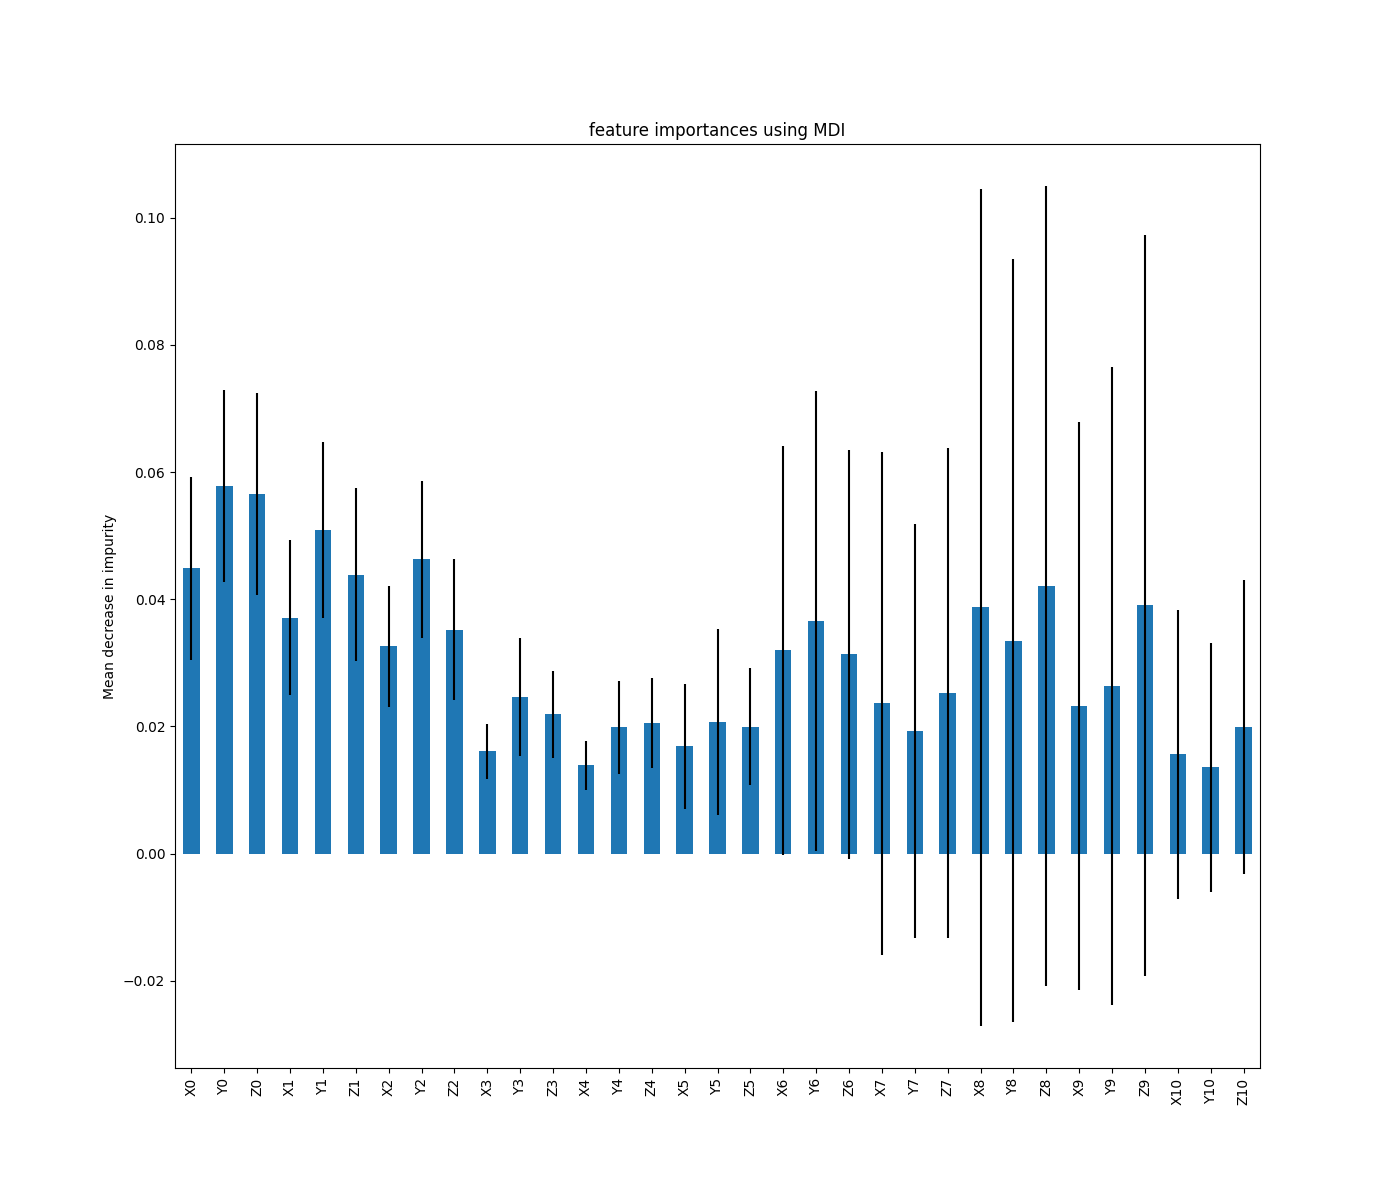 feature importances using MDI
Mean decrease in impurity
0.10
0.08
0.06
0.04
0.02
0.00
−0.02
X0
Y0
Z0
X1
Y1
Z1
X2
Y2
Z2
X3
Y3
Z3
X4
Y4
Z4
X5
Y5
Z5
X6
Y6
Z6
X7
Y7
Z7
X8
Y8
Z8
X9
Y9
Z9
X10
Y10
Z10